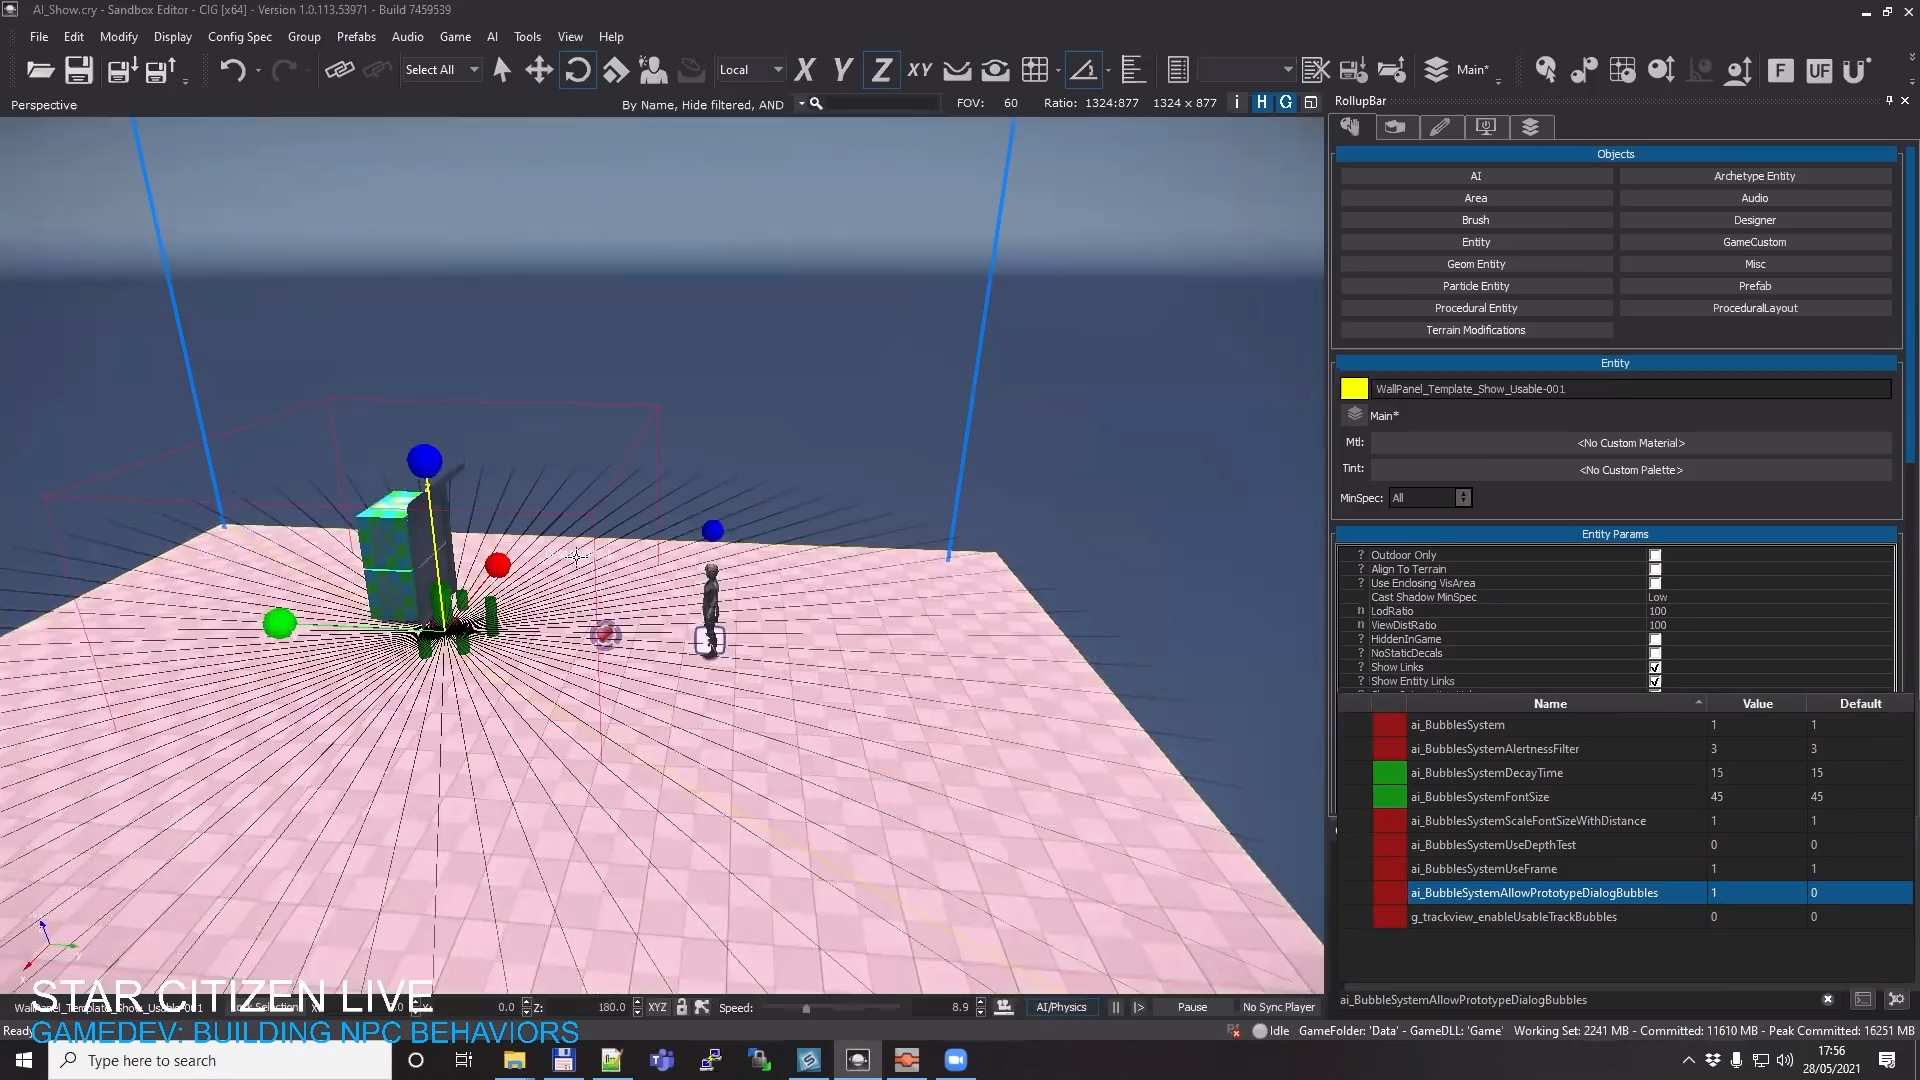 AI_Show.cry - Sandbox Editor - CIG [x64] - Version 1.0.113.53971 - Build 7459539
File Edit Modify Display Config Spec Group Prefabs Audio Game AI Tools View Help
Select All Local X Y Z XY Main* F UF
Perspective By Name, Hide filtered, AND FOV: 60 Ratio: 1324:877 1324 x 877 i H G
RollupBar
Objects
AI Archetype Entity
Area Audio
Brush Designer
Entity GameCustom
Geom Entity Misc
Particle Entity Prefab
Procedural Entity ProceduralLayout
Terrain Modifications
Entity
WallPanel_Template_Show_Usable-001
Main*
Mtl: <No Custom Material>
Tint: <No Custom Palette>
MinSpec: All
Entity Params
? Outdoor Only
? Align To Terrain
? Use Enclosing VisArea
Cast Shadow MinSpec Low
n LodRatio 100
n ViewDistRatio 100
? HiddenInGame
? NoStaticDecals
? Show Links
? Show Entity Links
Name Value Default
ai_BubblesSystem 1 1
ai_BubblesSystemAlertnessFilter 3 3
ai_BubblesSystemDecayTime 15 15
ai_BubblesSystemFontSize 45 45
ai_BubblesSystemScaleFontSizeWithDistance 1 1
ai_BubblesSystemUseDepthTest 0 0
ai_BubblesSystemUseFrame 1 1
ai_BubbleSystemAllowPrototypeDialogBubbles 1 0
g_trackview_enableUsableTrackBubbles 0 0
ai_BubbleSystemAllowPrototypeDialogBubbles
STAR CITIZEN LIVE
0.0 Z: 180.0 XYZ Speed: 8.9 AI/Physics Pause No Sync Player
GAMEDEV: BUILDING NPC BEHAVIORS
Ready Idle GameFolder: 'Data' - GameDLL: 'Game' Working Set: 2241 MB - Committed: 11610 MB - Peak Committed: 16251 MB
Type here to search
17:56
28/05/2021